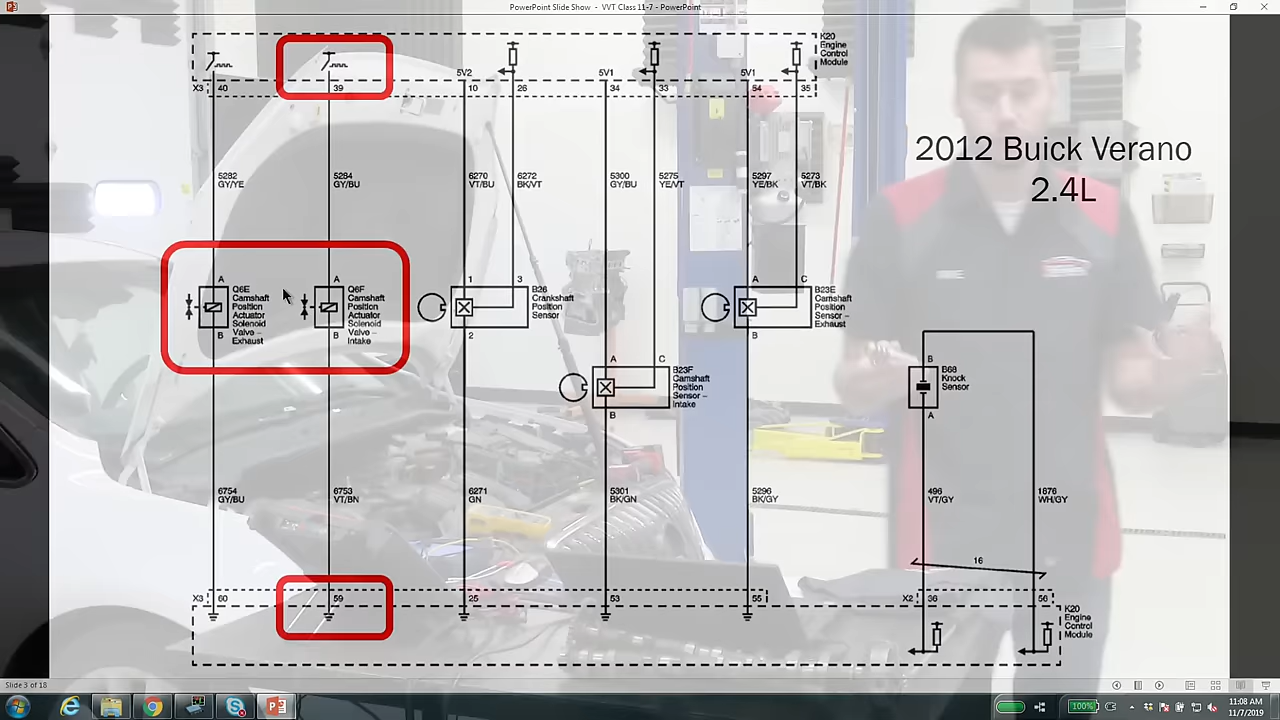 PowerPoint Slide Show - VVT Class 11-7 - PowerPoint
K20
Engine
Control
Module
5V2
5V1
5V1
X3
40
39
10
26
34
33
54
35
2012 Buick Verano
2.4L
5282
GY/YE
5284
GY/BU
6270
VT/BU
6272
BK/VT
5300
GY/BU
5275
YE/VT
5297
YE/BK
5273
VT/BK
A
Q6E
Camshaft
Position
Actuator
Solenoid
Valve –
Exhaust
B
A
Q6F
Camshaft
Position
Actuator
Solenoid
Valve –
Intake
B
1
3
B26
Crankshaft
Position
Sensor
2
A
C
B23E
Camshaft
Position
Sensor –
Exhaust
B
A
C
B23F
Camshaft
Position
Sensor –
Intake
B
B
B68
Knock
Sensor
A
6754
GY/BU
6753
VT/BN
6271
GN
5301
BK/GN
5296
BK/GY
496
VT/GY
1876
WH/GY
16
X3
60
59
25
53
55
X2
36
56
K20
Engine
Control
Module
Slide 3 of 18
100%
11:08 AM
11/7/2019